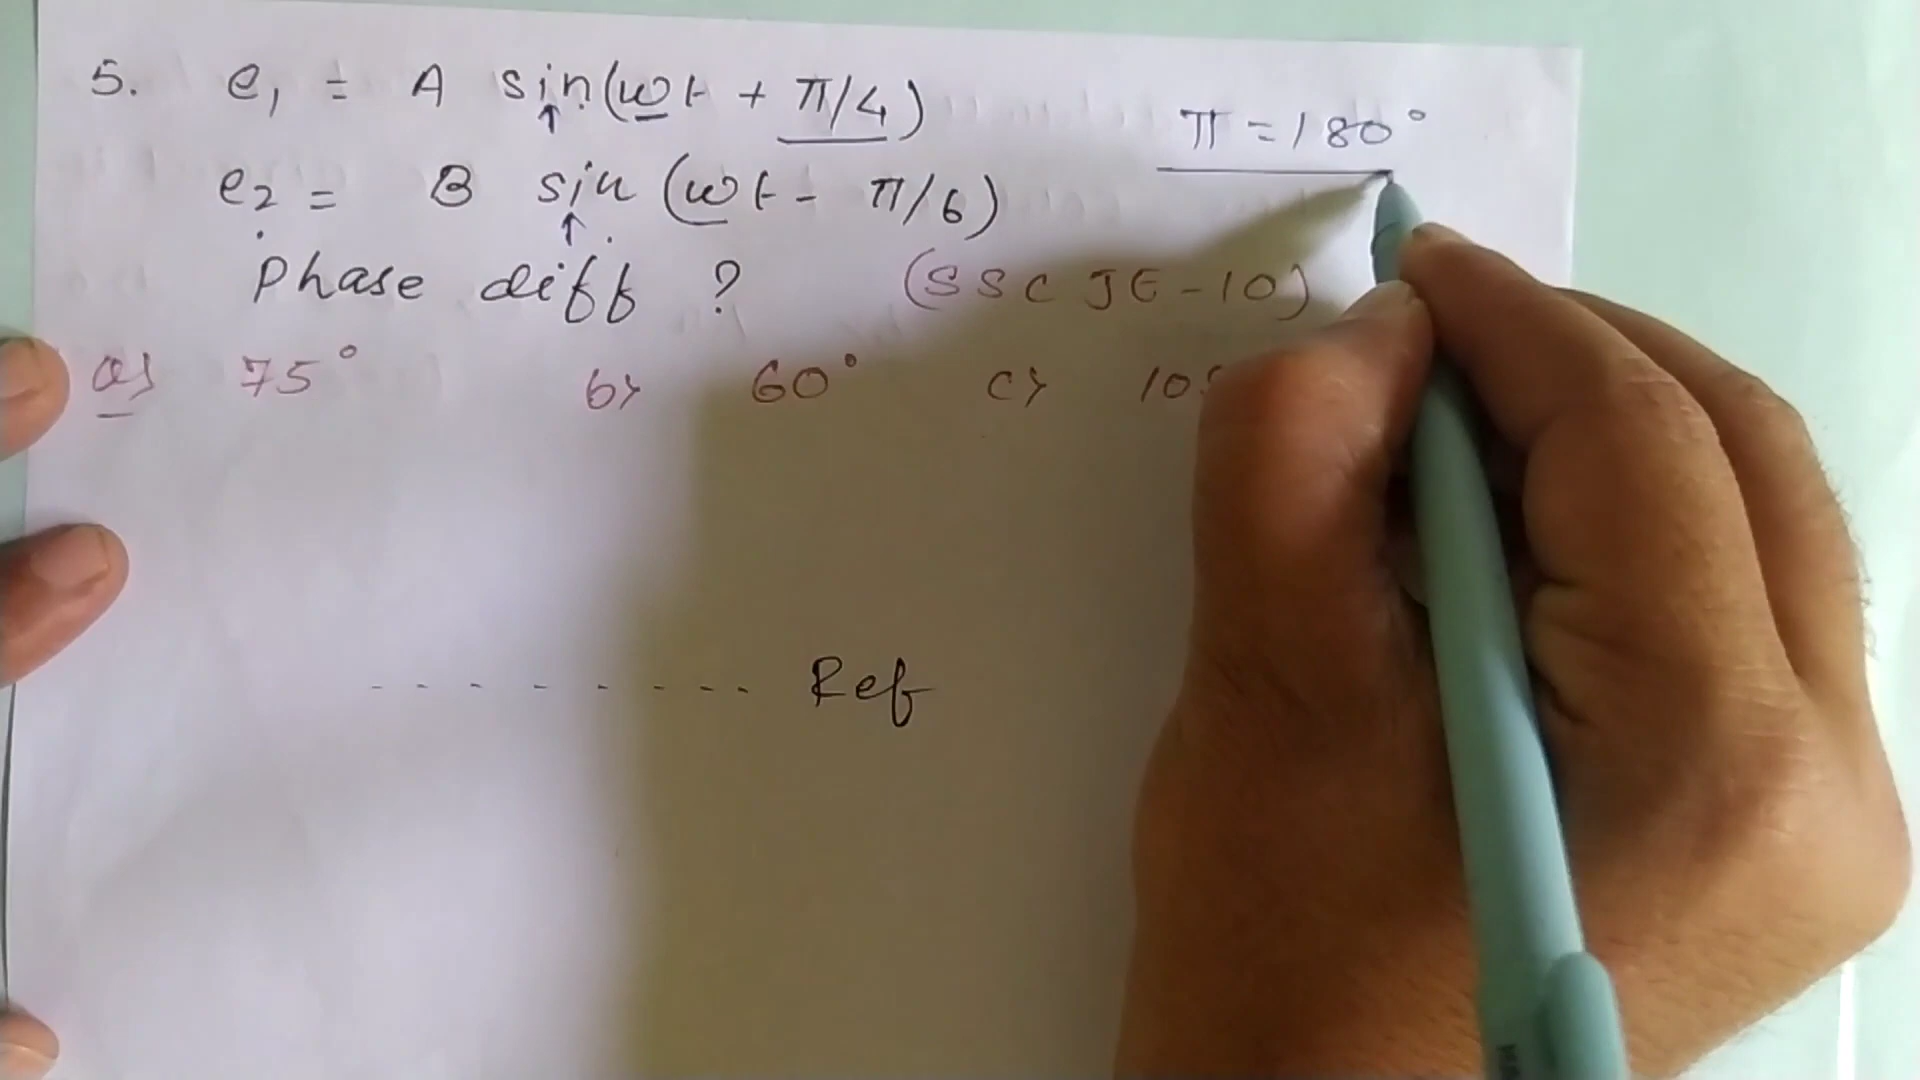 5. e₁ = A sin(ωt + π/4)
π = 180°
e₂ = B sin (ωt - π/6)
Phase diff ? (SSC JE-10)
a) 75° b) 60° c)
--------- Ref